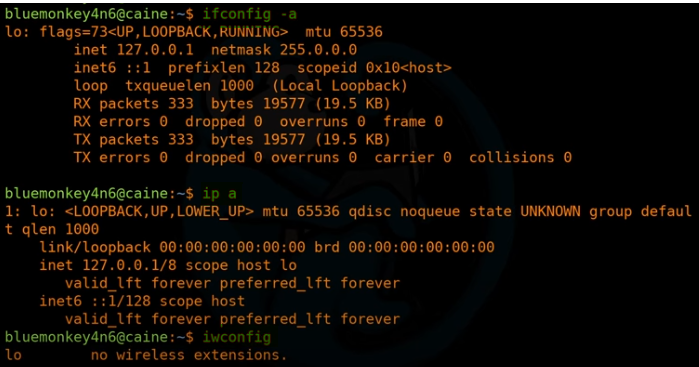 bluemonkey4n6@caine:~$ ifconfig -a
lo: flags=73<UP,LOOPBACK,RUNNING>  mtu 65536
        inet 127.0.0.1  netmask 255.0.0.0
        inet6 ::1  prefixlen 128  scopeid 0x10<host>
        loop  txqueuelen 1000  (Local Loopback)
        RX packets 333  bytes 19577 (19.5 KB)
        RX errors 0  dropped 0  overruns 0  frame 0
        TX packets 333  bytes 19577 (19.5 KB)
        TX errors 0  dropped 0 overruns 0  carrier 0  collisions 0
bluemonkey4n6@caine:~$ ip a
1: lo: <LOOPBACK,UP,LOWER_UP> mtu 65536 qdisc noqueue state UNKNOWN group defaul
t qlen 1000
    link/loopback 00:00:00:00:00:00 brd 00:00:00:00:00:00
    inet 127.0.0.1/8 scope host lo
       valid_lft forever preferred_lft forever
    inet6 ::1/128 scope host
       valid_lft forever preferred_lft forever
bluemonkey4n6@caine:~$ iwconfig
lo        no wireless extensions.